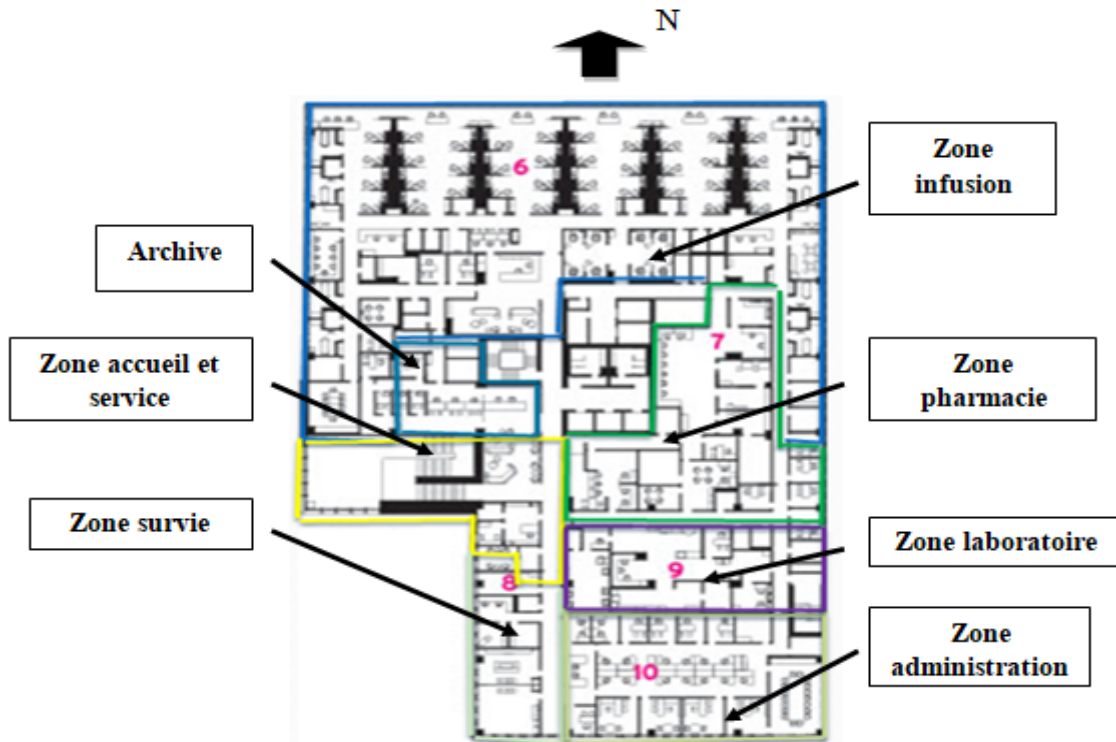 N
6
Zone
infusion
Archive
7
Zone accueil et
service
Zone
pharmacie
Zone survie
Zone laboratoire
9
8
Zone
administration
10